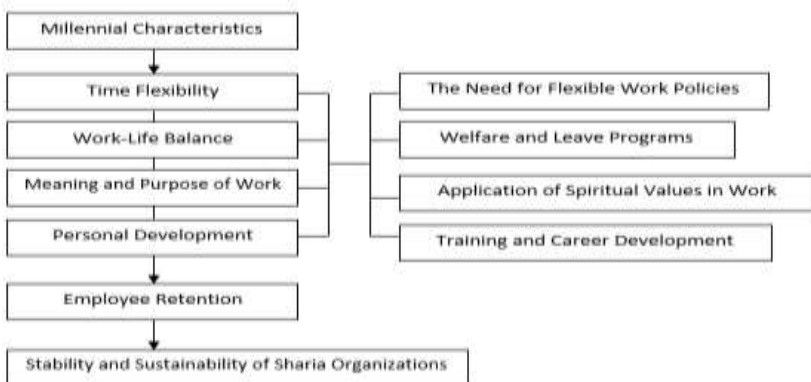 Millennial Characteristics
Time Flexibility
Work-Life Balance
Meaning and Purpose of Work
Personal Development
Employee Retention
Stability and Sustainability of Sharia Organizations
The Need for Flexible Work Policies
Welfare and Leave Programs
Application of Spiritual Values in Work
Training and Career Development